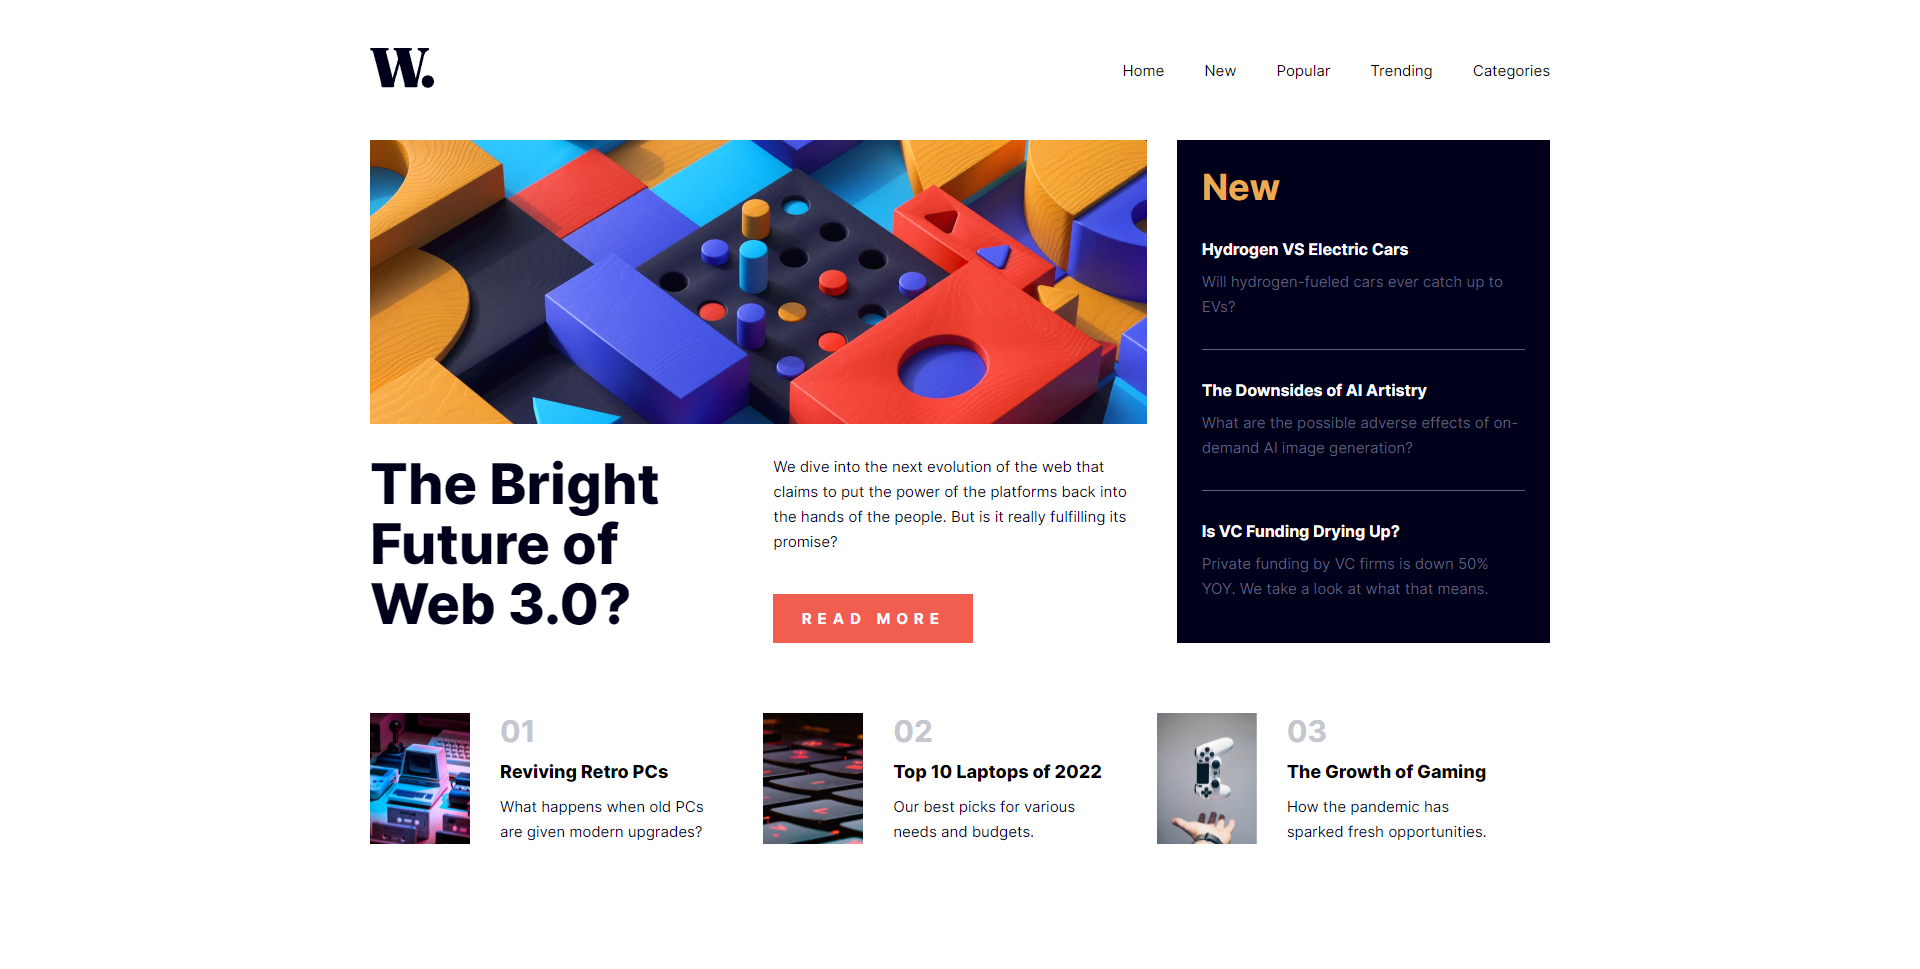 W.
Home New Popular Trending Categories
The Bright
Future of
Web 3.0?
We dive into the next evolution of the web that
claims to put the power of the platforms back into
the hands of the people. But is it really fulfilling its
promise?
READ MORE
New
Hydrogen VS Electric Cars
Will hydrogen-fueled cars ever catch up to
EVs?
The Downsides of AI Artistry
What are the possible adverse effects of on-
demand AI image generation?
Is VC Funding Drying Up?
Private funding by VC firms is down 50%
YOY. We take a look at what that means.
01
Reviving Retro PCs
What happens when old PCs
are given modern upgrades?
02
Top 10 Laptops of 2022
Our best picks for various
needs and budgets.
03
The Growth of Gaming
How the pandemic has
sparked fresh opportunities.